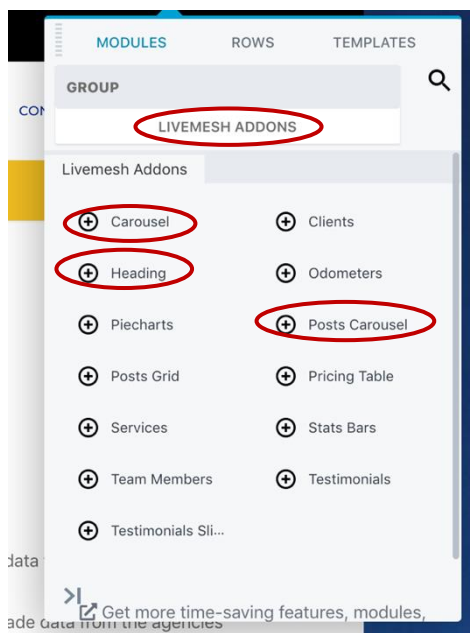 MODULES ROWS TEMPLATES
GROUP
CON
LIVEMESH ADDONS
Livemesh Addons
Carousel Clients
Heading Odometers
Piecharts Posts Carousel
Posts Grid Pricing Table
Services Stats Bars
Team Members Testimonials
Testimonials Sli...
data
Get more time-saving features, modules,
ade data from the agencies